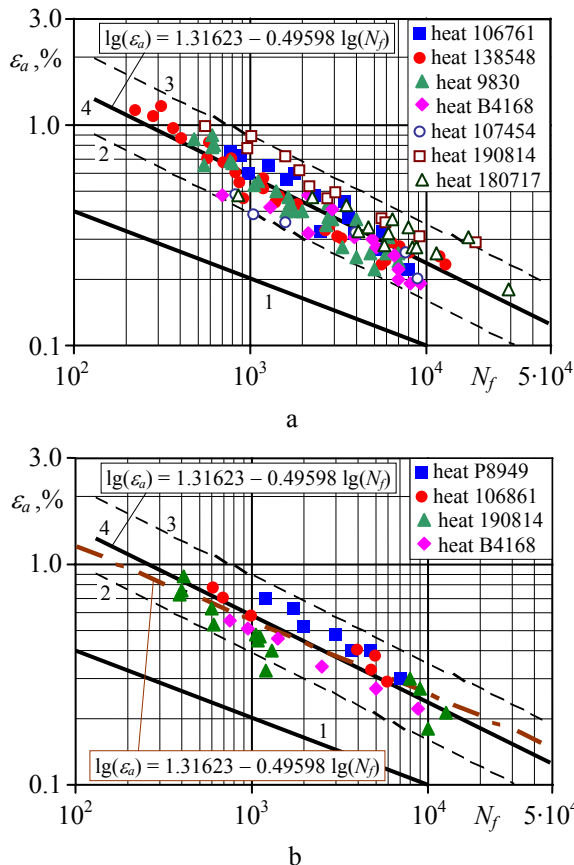 3.0
lg(εa) = 1.31623 – 0.49598 lg(Nf)
εa ,%
1.0
0.1
4
3
2
1
heat 106761
heat 138548
heat 9830
heat B4168
heat 107454
heat 190814
heat 180717
10²
10³
10⁴
Nf
5·10⁴
a
3.0
lg(εa) = 1.31623 – 0.49598 lg(Nf)
εa ,%
1.0
0.1
4
3
2
1
heat P8949
heat 106861
heat 190814
heat B4168
lg(εa) = 1.31623 – 0.49598 lg(Nf)
10²
10³
10⁴
Nf
5·10⁴
b